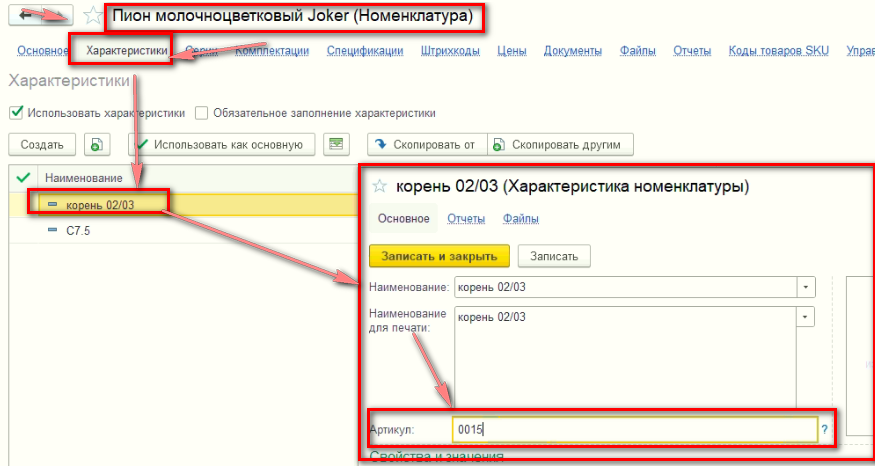 Пион молочноцветковый Joker (Номенклатура)
Основное Характеристики Серии Комплектации Спецификации Штрихкоды Цены Документы Файлы Отчеты Коды товаров SKU Управ
Характеристики
Использовать характеристики Обязательное заполнение характеристики
Создать Использовать как основную Скопировать от Скопировать другим
Наименование
корень 02/03
C7.5
корень 02/03 (Характеристика номенклатуры)
Основное Отчеты Файлы
Записать и закрыть Записать
Наименование: корень 02/03
Наименование корень 02/03
для печати:
Артикул: 0015 ?
Свойства и значения